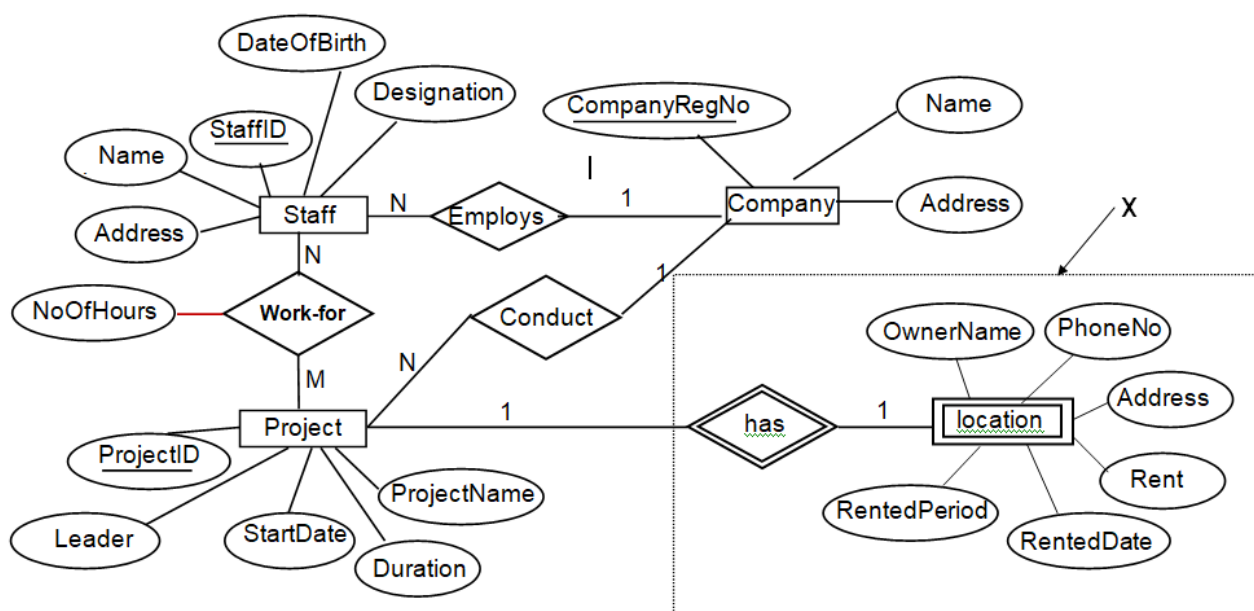 DateOfBirth
Designation
CompanyRegNo
Name
StaffID
Name
I
Staff
N
Employs
1
Company
Address
X
Address
N
1
NoOfHours
Work-for
Conduct
OwnerName
PhoneNo
N
M
Address
1
has
1
location
Project
ProjectID
ProjectName
Rent
RentedPeriod
Leader
StartDate
RentedDate
Duration